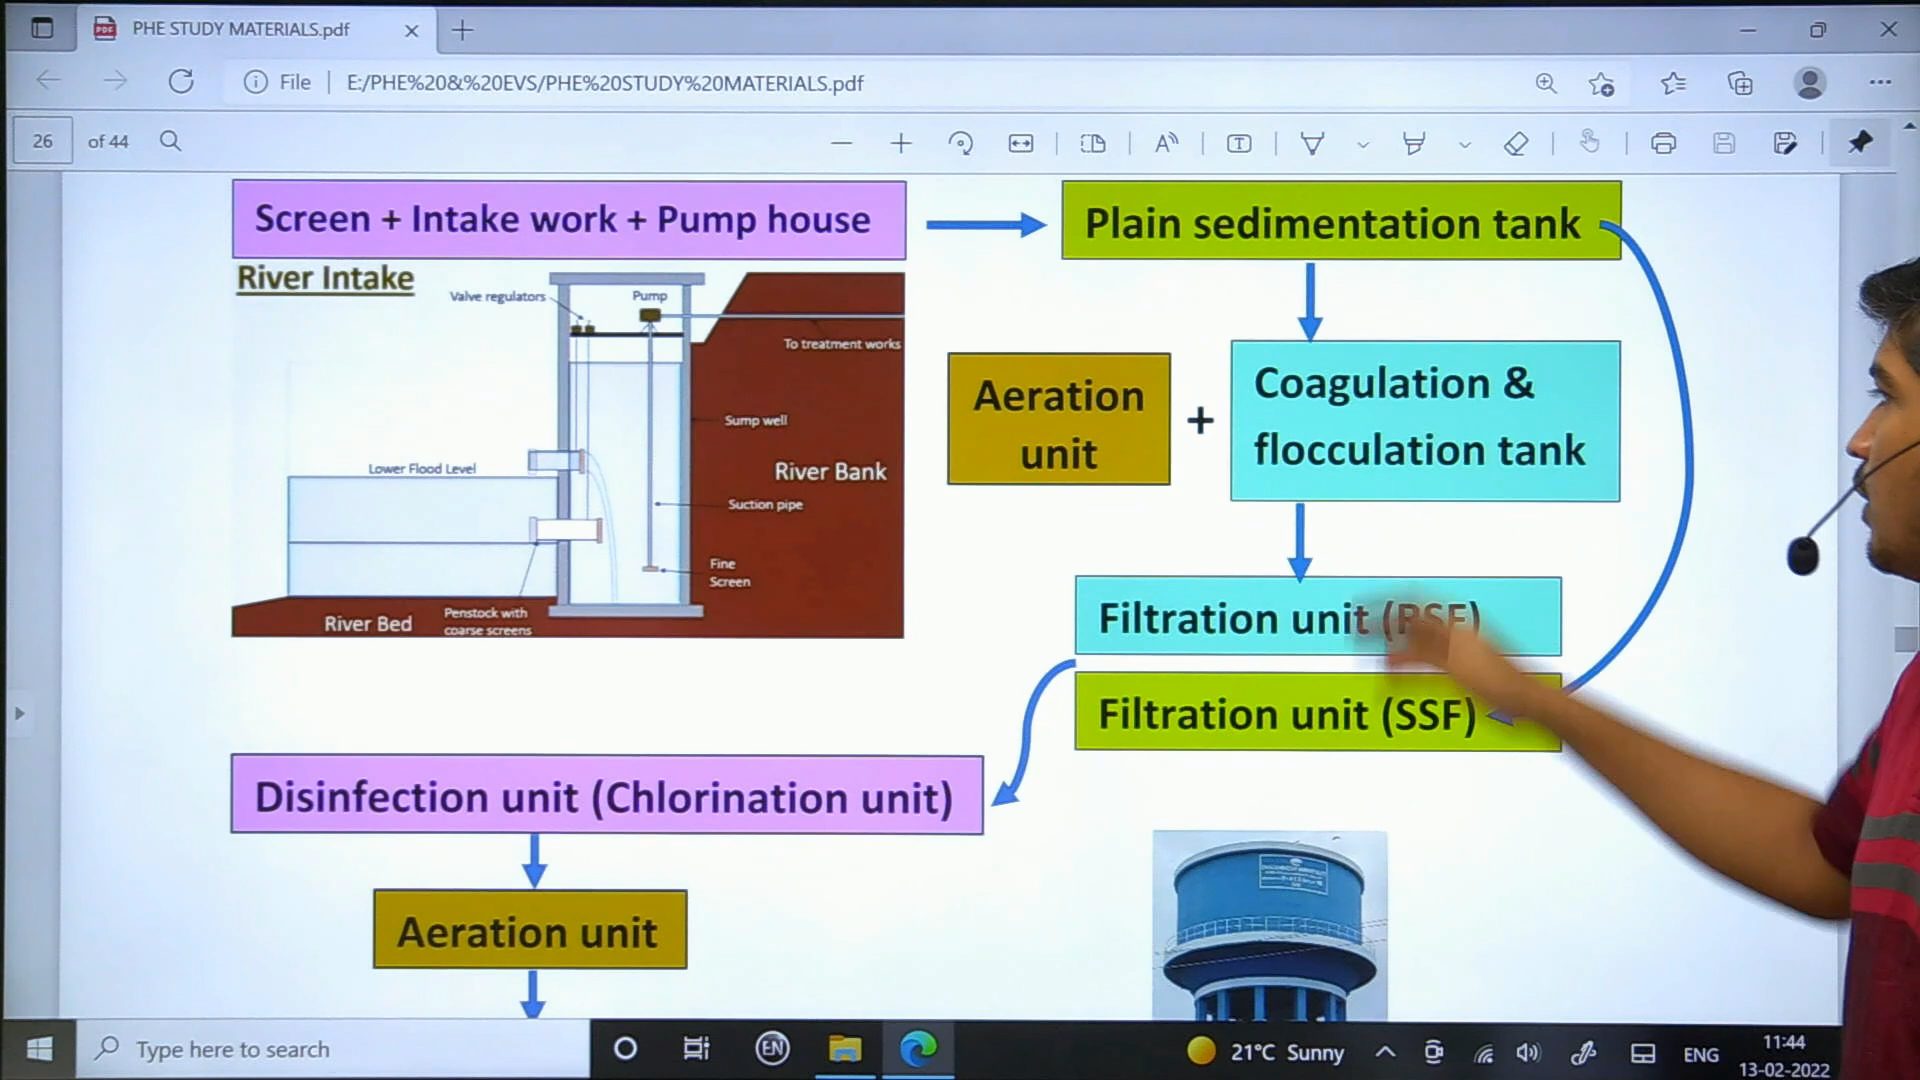 PHE STUDY MATERIALS.pdf
File
E:/PHE%20&%20EVS/PHE%20STUDY%20MATERIALS.pdf
26 of 44
Screen + Intake work + Pump house
Plain sedimentation tank
River Intake
Valve regulators
Pump
To treatment works
Aeration
unit
+
Coagulation &
flocculation tank
Sump well
Lower Flood Level
River Bank
Suction pipe
Fine
Screen
River Bed
Penstock with
coarse screens
Filtration unit (RSF)
Filtration unit (SSF)
Disinfection unit (Chlorination unit)
Aeration unit
Type here to search
EN
21°C Sunny
ENG
11:44
13-02-2022